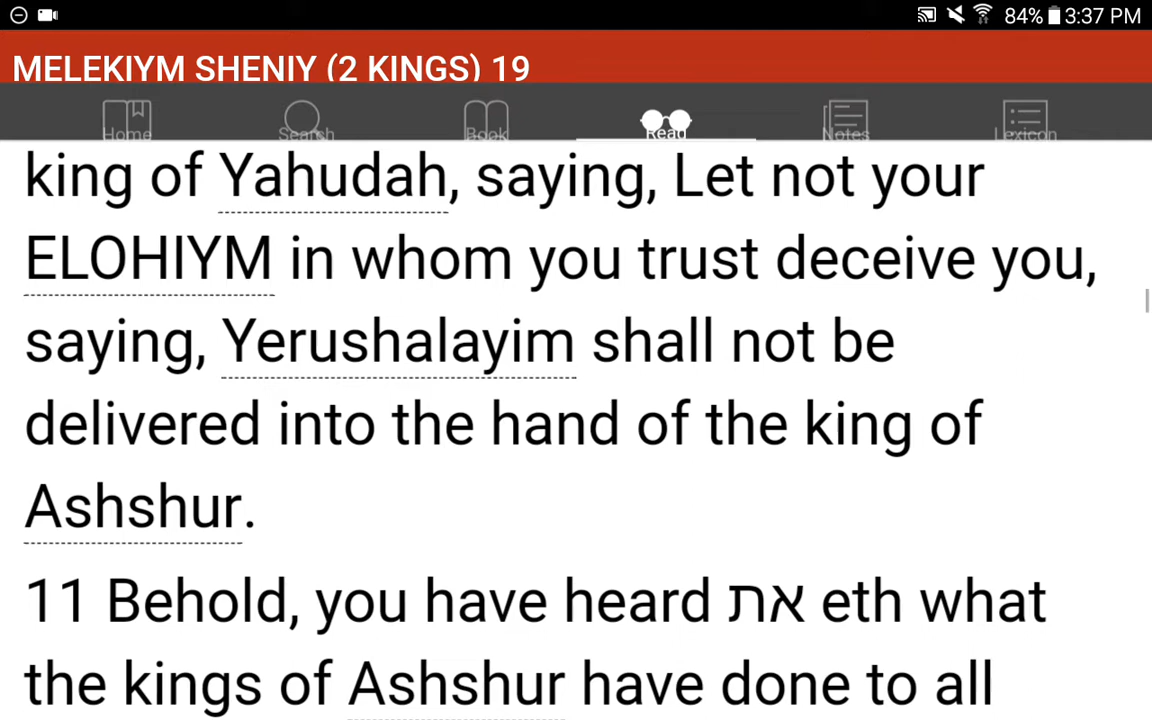 84% 3:37 PM
MELEKIYM SHENIY (2 KINGS) 19
Home Search Book Read Notes Lexicon
king of Yahudah, saying, Let not your
ELOHIYM in whom you trust deceive you,
saying, Yerushalayim shall not be
delivered into the hand of the king of
Ashshur.
11 Behold, you have heard את eth what
the kings of Ashshur have done to all